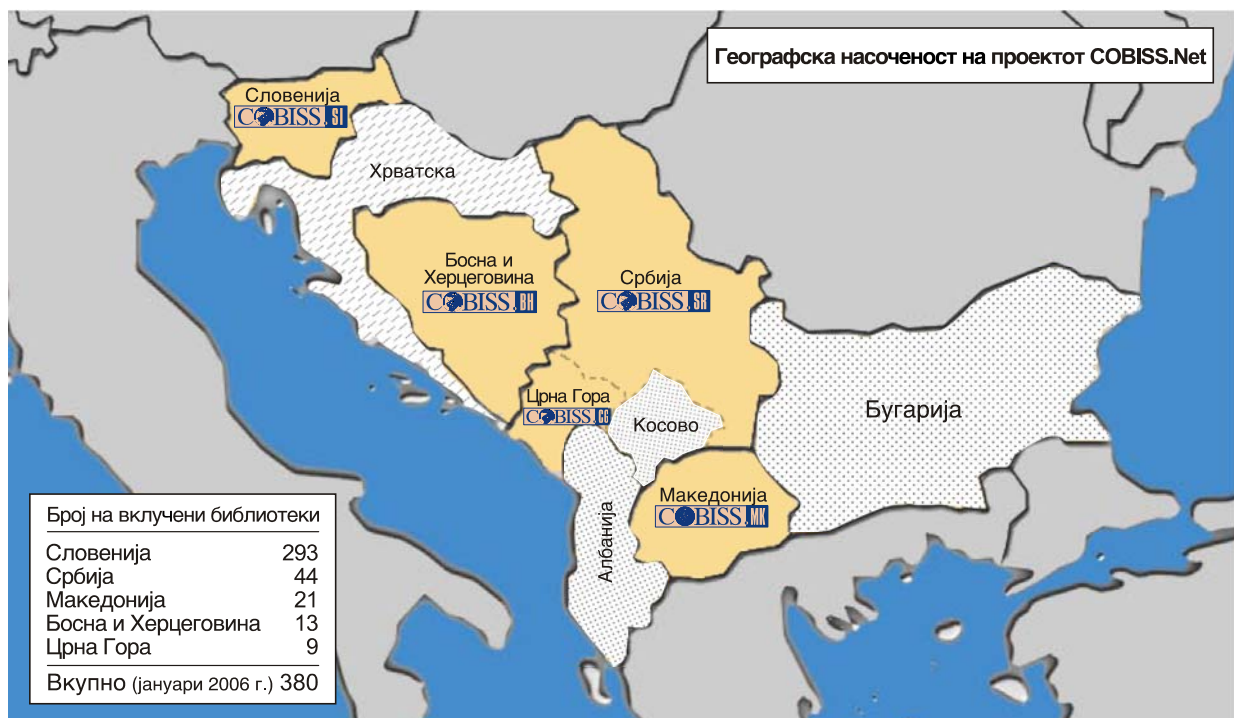 Географска насоченост на проектот COBISS.Net
Словенија
COBISS.SI
Хрватска
Босна и
Херцеговина
COBISS.BH
Србија
COBISS.SR
Црна Гора
COBISS.CG
Косово
Бугарија
Македонија
COBISS.MK
Албанија
Број на вклучени библиотеки
Словенија 293
Србија 44
Македонија 21
Босна и Херцеговина 13
Црна Гора 9
Вкупно (јануари 2006 г.) 380